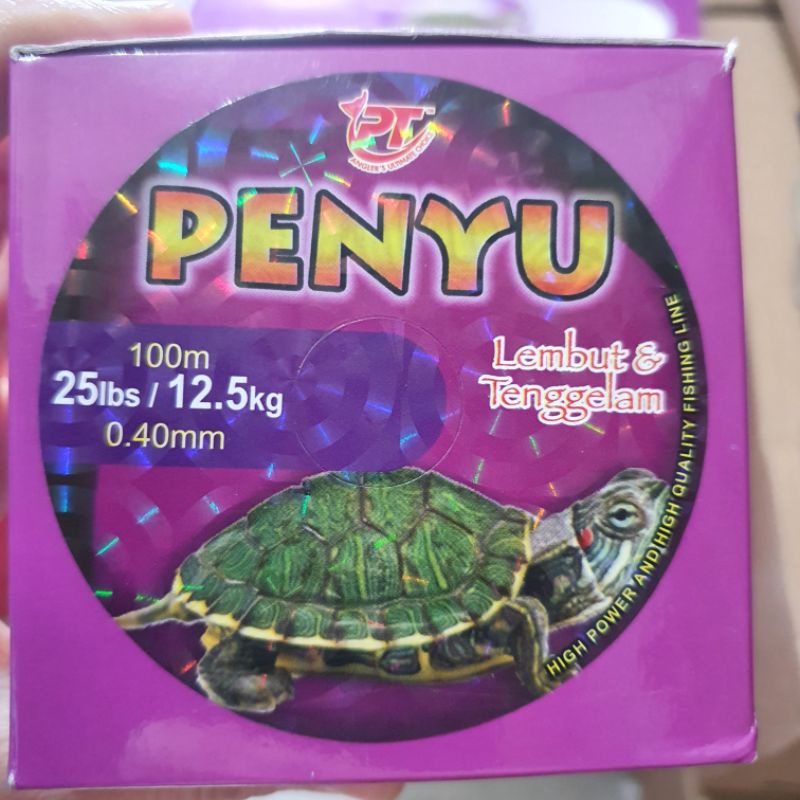 PT
ANGLER'S ULTIMATE CHOICE
PENYU
100m
25lbs / 12.5kg
0.40mm
Lembut &
Tenggelam
HIGH POWER AND HIGH QUALITY FISHING LINE